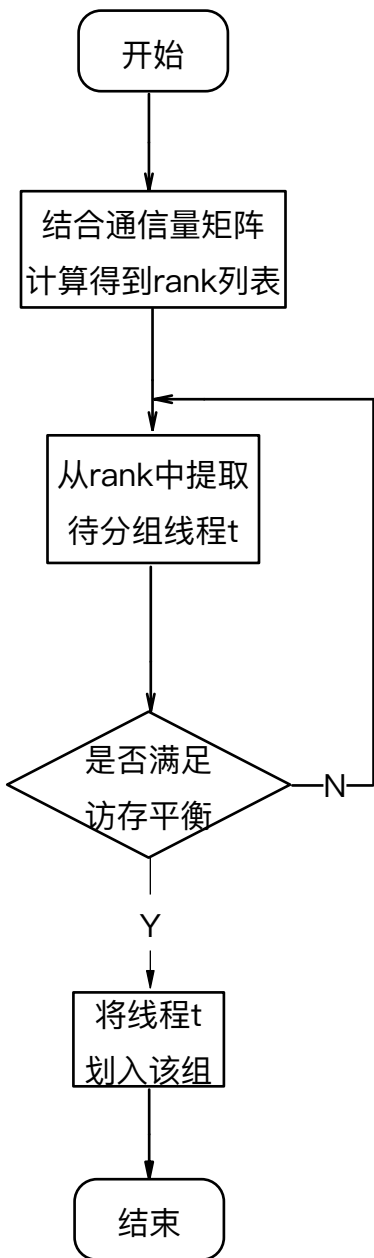 开始
结合通信量矩阵
计算得到rank列表
从rank中提取
待分组线程t
是否满足
访存平衡
N
Y
将线程t
划入该组
结束